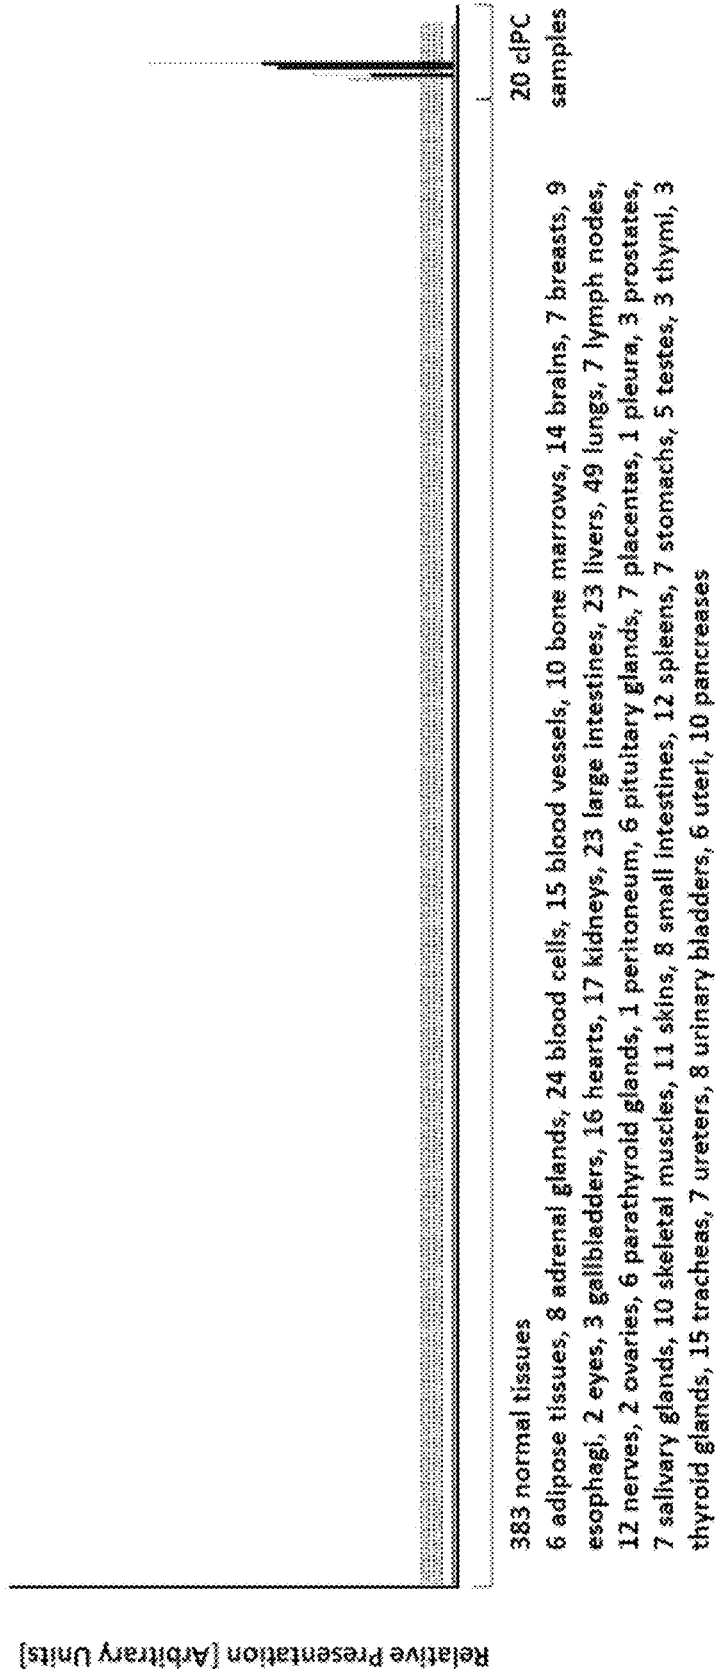 Relative Presentation [Arbitrary Units]
383 normal tissues
20 clPC
samples
6 adipose tissues, 8 adrenal glands, 24 blood cells, 15 blood vessels, 10 bone marrows, 14 brains, 7 breasts, 9
esophagi, 2 eyes, 3 gallbladders, 16 hearts, 17 kidneys, 23 large intestines, 23 livers, 49 lungs, 7 lymph nodes,
12 nerves, 2 ovaries, 6 parathyroid glands, 1 peritoneum, 6 pituitary glands, 7 placentas, 1 pleura, 3 prostates,
7 salivary glands, 10 skeletal muscles, 11 skins, 8 small intestines, 12 spleens, 7 stomachs, 5 testes, 3 thymi, 3
thyroid glands, 15 tracheas, 7 ureters, 8 urinary bladders, 6 uteri, 10 pancreases